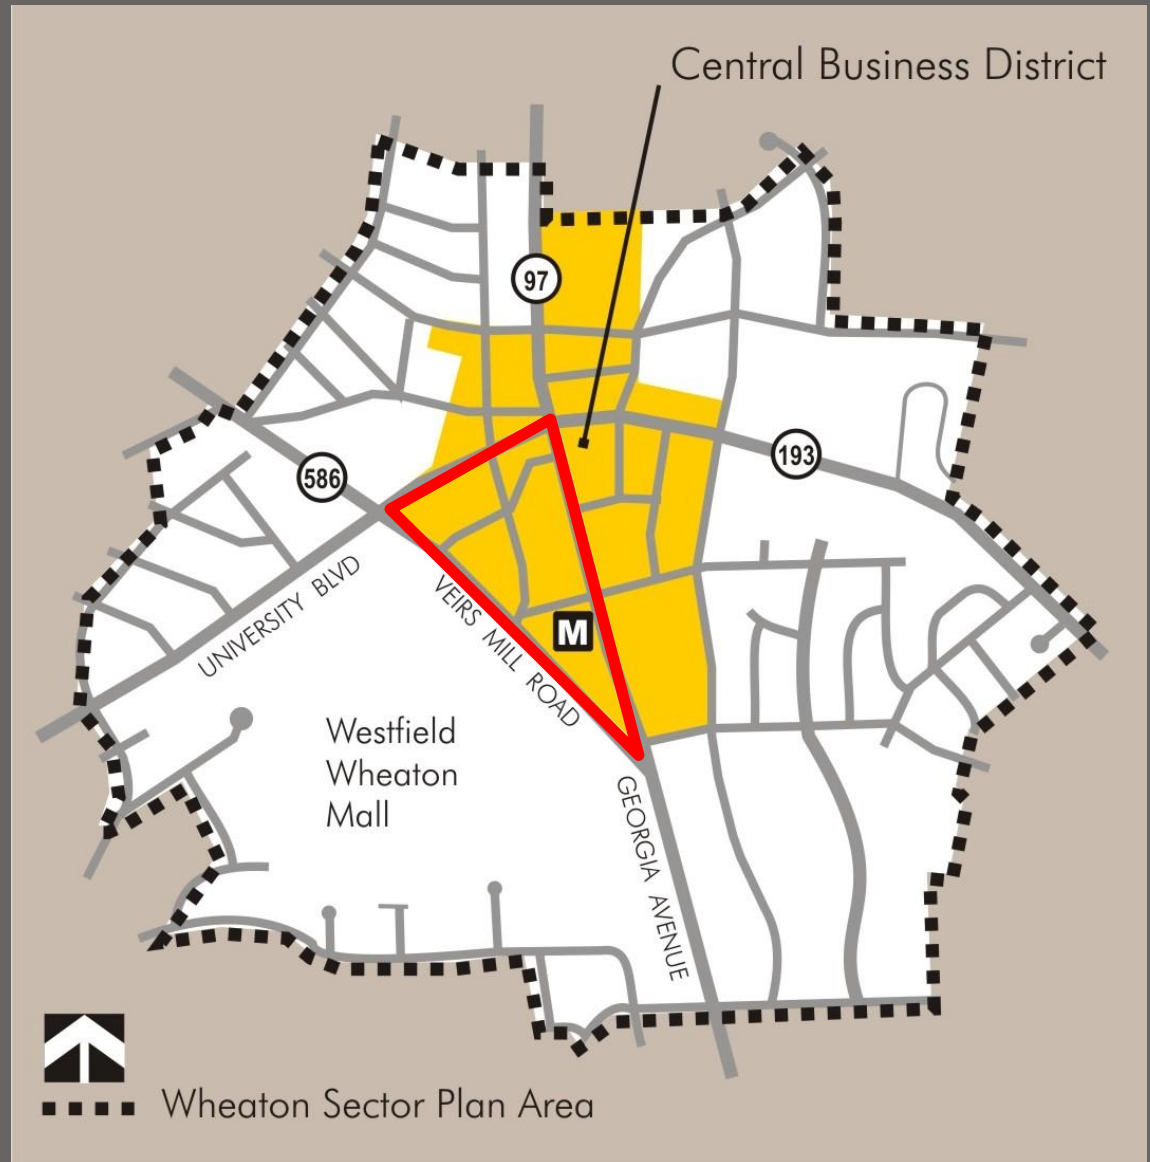 Central Business District
97
193
586
UNIVERSITY BLVD
VEIRS MILL ROAD
M
Westfield
Wheaton
Mall
GEORGIA AVENUE
Wheaton Sector Plan Area